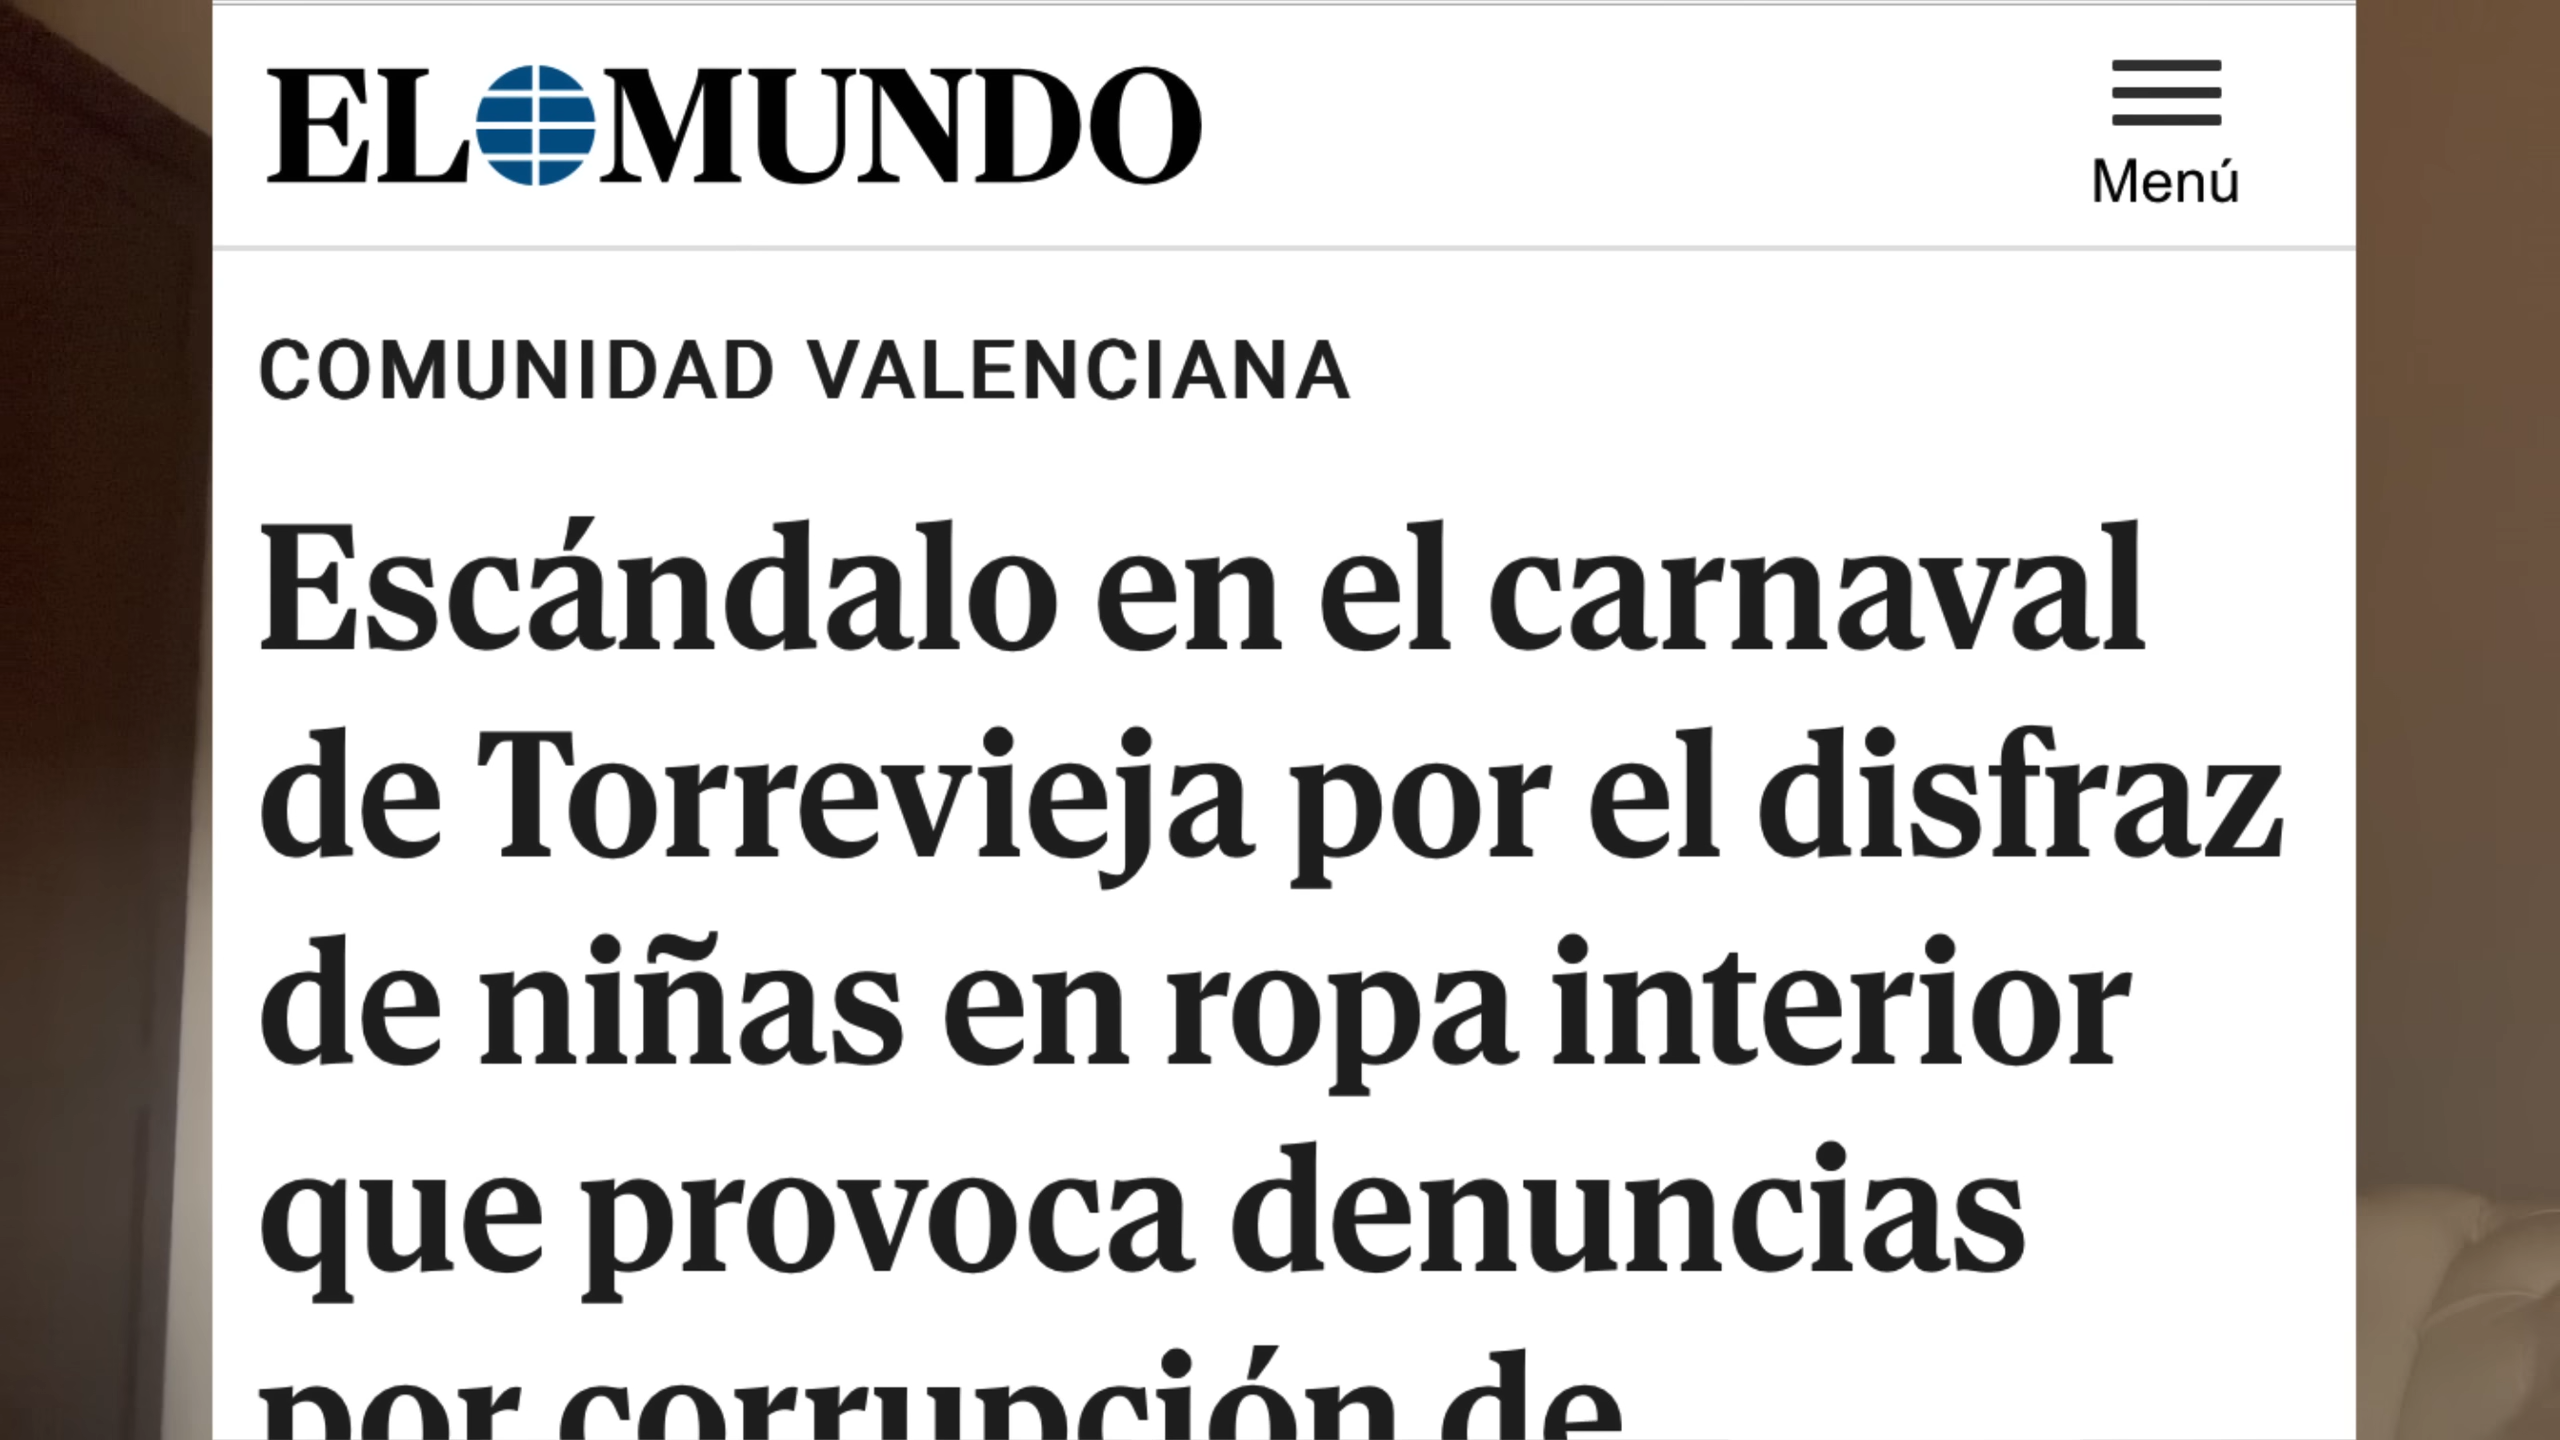 EL MUNDO
Menú
COMUNIDAD VALENCIANA
Escándalo en el carnaval
de Torrevieja por el disfraz
de niñas en ropa interior
que provoca denuncias
por corrupción de